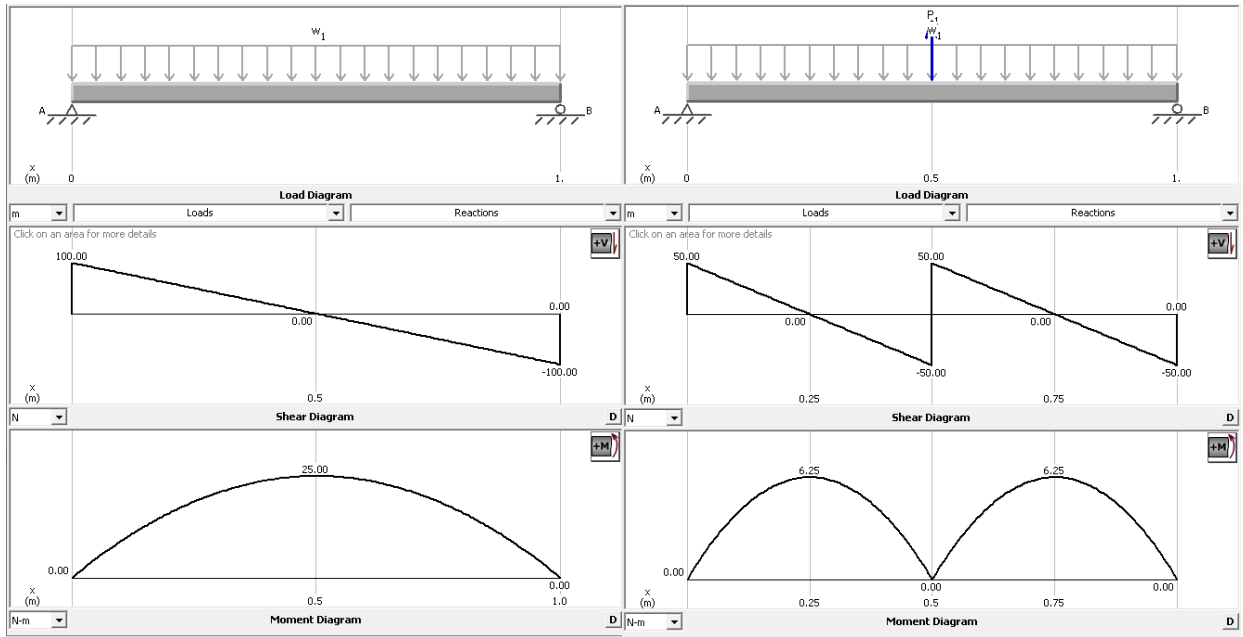 w1
A
B
x
(m)
0
1.
Load Diagram
m
Loads
Reactions
Click on an area for more details
+V
100.00
0.00
0.00
-100.00
x
(m)
0.5
N
Shear Diagram
D
+M
25.00
0.00
0.00
x
(m)
0.5
1.0
N-m
Moment Diagram
D
P1
w1
A
B
x
(m)
0
0.5
1.
Load Diagram
m
Loads
Reactions
Click on an area for more details
+V
50.00
50.00
0.00
0.00
0.00
-50.00
-50.00
x
(m)
0.25
0.75
N
Shear Diagram
D
+M
6.25
6.25
0.00
0.00
0.00
x
(m)
0.25
0.5
0.75
N-m
Moment Diagram
D